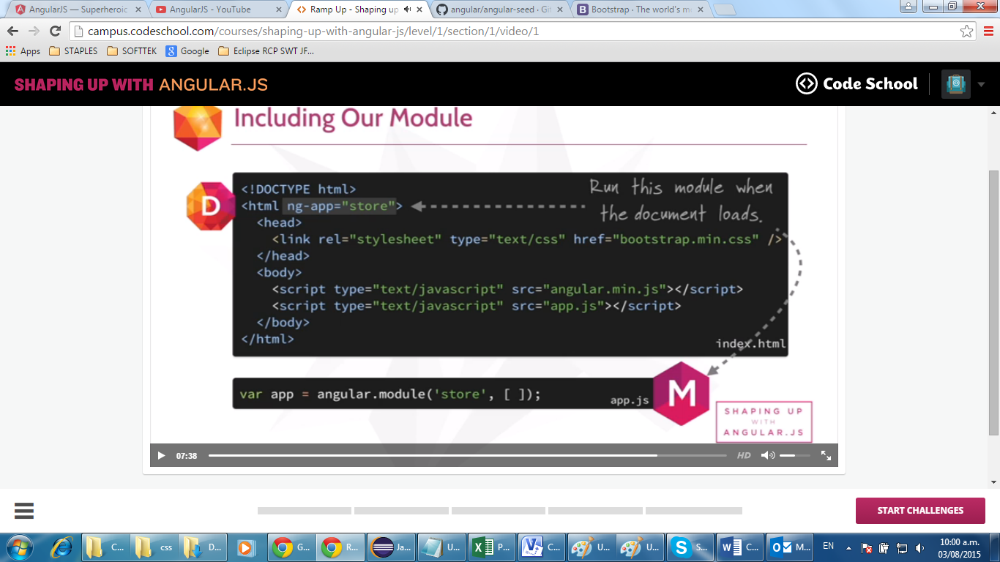 AngularJS — Superheroic
AngularJS - YouTube
Ramp Up - Shaping up
angular/angular-seed · Git
Bootstrap · The world's m
campus.codeschool.com/courses/shaping-up-with-angular-js/level/1/section/1/video/1
Apps STAPLES SOFTTEK Google Eclipse RCP SWT JF...
SHAPING UP WITH ANGULAR.JS
Code School
Including Our Module
D
<!DOCTYPE html>
<html ng-app="store">
<head>
<link rel="stylesheet" type="text/css" href="bootstrap.min.css" />
</head>
<body>
<script type="text/javascript" src="angular.min.js"></script>
<script type="text/javascript" src="app.js"></script>
</body>
</html>
index.html
Run this module when
the document loads.
var app = angular.module('store', [ ]);
app.js
M
SHAPING UP
WITH
ANGULAR.JS
07:38
HD
START CHALLENGES
C... css D... G... R... Ja... U... P... C... U... U... S... C... M...
EN
10:00 a.m.
03/08/2015